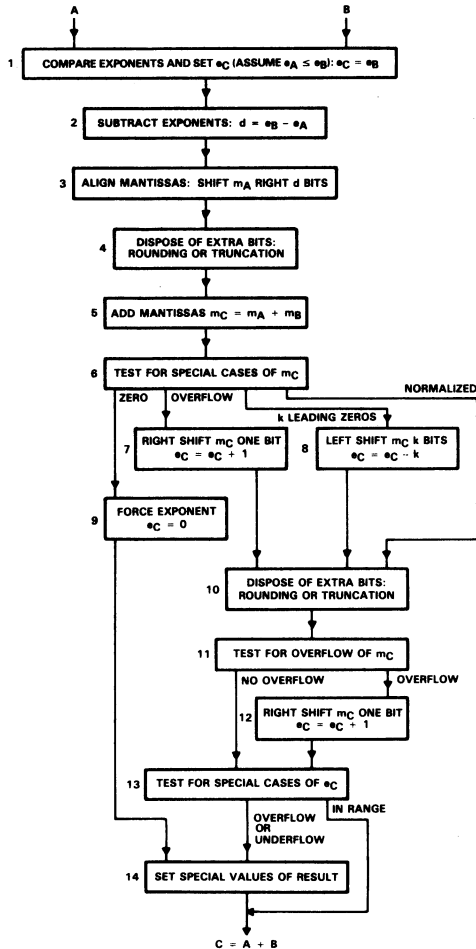 A B
1 COMPARE EXPONENTS AND SET eC (ASSUME eA ≤ eB): eC = eB
2 SUBTRACT EXPONENTS: d = eB - eA
3 ALIGN MANTISSAS: SHIFT mA RIGHT d BITS
4 DISPOSE OF EXTRA BITS:
ROUNDING OR TRUNCATION
5 ADD MANTISSAS mC = mA + mB
6 TEST FOR SPECIAL CASES OF mC
ZERO OVERFLOW NORMALIZED
k LEADING ZEROS
7 RIGHT SHIFT mC ONE BIT
eC = eC + 1
8 LEFT SHIFT mC k BITS
eC = eC - k
9 FORCE EXPONENT
eC = 0
10 DISPOSE OF EXTRA BITS:
ROUNDING OR TRUNCATION
11 TEST FOR OVERFLOW OF mC
NO OVERFLOW OVERFLOW
12 RIGHT SHIFT mC ONE BIT
eC = eC + 1
13 TEST FOR SPECIAL CASES OF eC
OVERFLOW
OR
UNDERFLOW
IN RANGE
14 SET SPECIAL VALUES OF RESULT
C = A + B